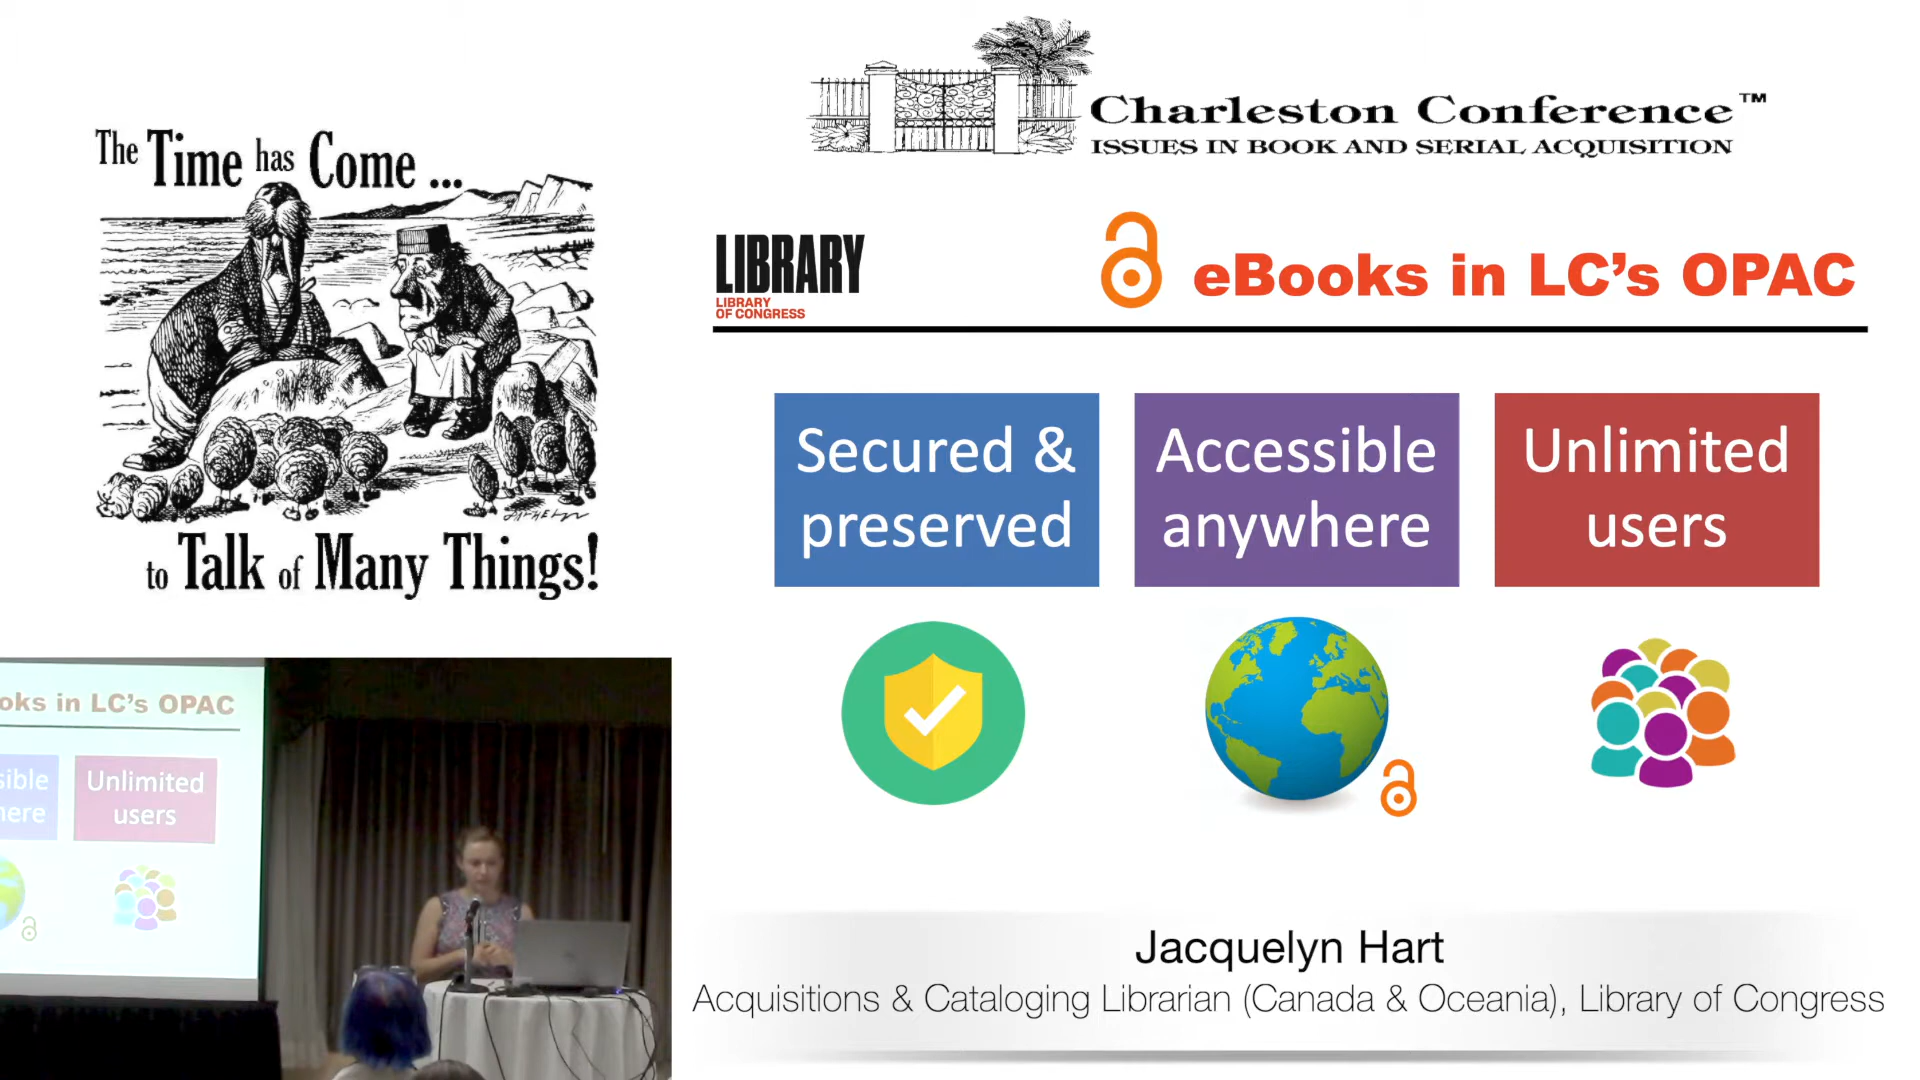 The Time has Come ...
to Talk of Many Things!
Charleston Conference™
ISSUES IN BOOK AND SERIAL ACQUISITION
LIBRARY
LIBRARY
OF CONGRESS
eBooks in LC's OPAC
Secured &
preserved
Accessible
anywhere
Unlimited
users
oks in LC's OPAC
sible
here
Unlimited
users
Jacquelyn Hart
Acquisitions & Cataloging Librarian (Canada & Oceania), Library of Congress